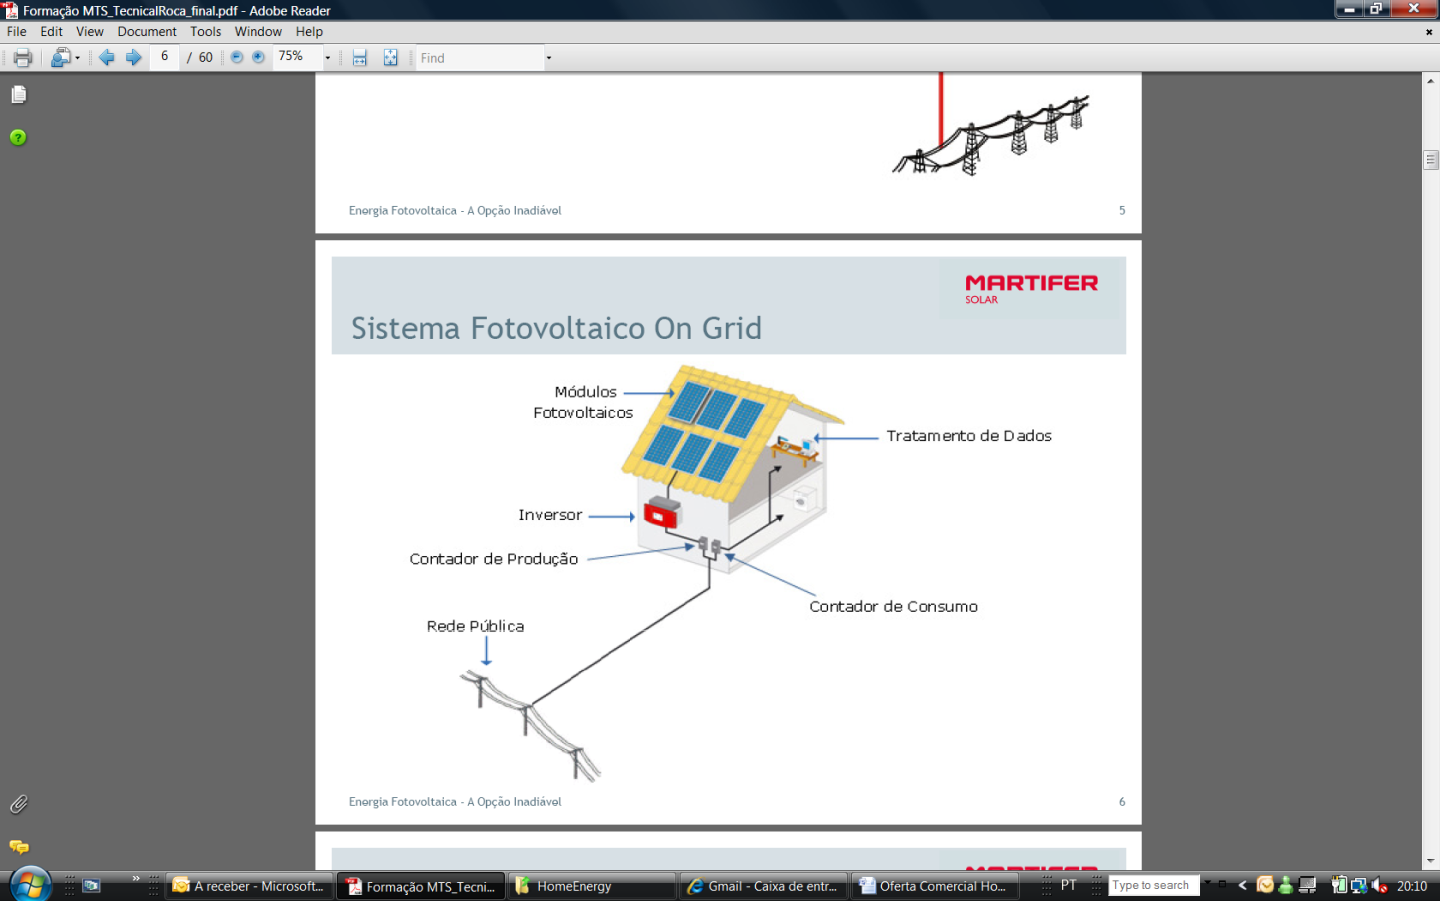 Formação MTS_TecnicalRoca_final.pdf - Adobe Reader
File Edit View Document Tools Window Help
6 / 60 75% Find
Energia Fotovoltaica - A Opção Inadiável 5
MARTIFER
SOLAR
Sistema Fotovoltaico On Grid
Módulos
Fotovoltaicos
Tratamento de Dados
Inversor
Contador de Produção
Contador de Consumo
Rede Pública
Energia Fotovoltaica - A Opção Inadiável 6
MARTIFER
A receber - Microsoft... Formação MTS_Tecni... HomeEnergy Gmail - Caixa de entr... Oferta Comercial Ho... PT Type to search 20:10